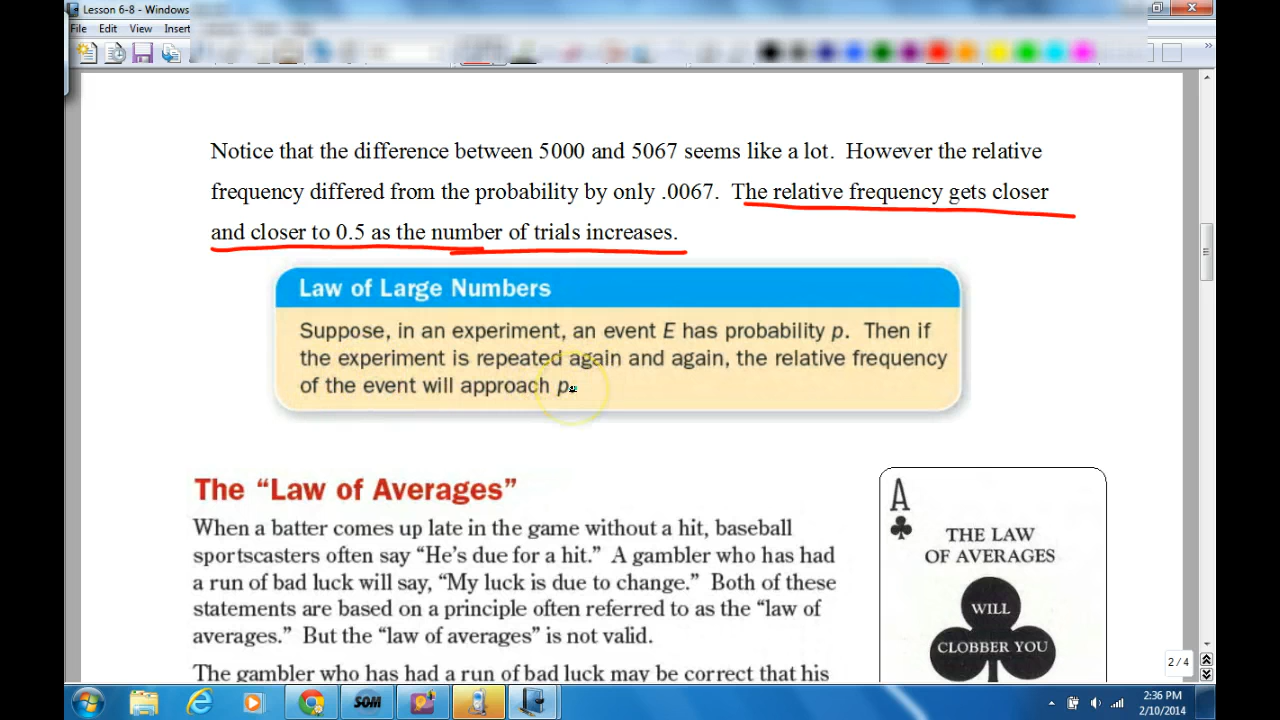 Lesson 6-8 - Windows
File Edit View Insert
Notice that the difference between 5000 and 5067 seems like a lot. However the relative
frequency differed from the probability by only .0067. The relative frequency gets closer
and closer to 0.5 as the number of trials increases.
Law of Large Numbers
Suppose, in an experiment, an event E has probability p. Then if
the experiment is repeated again and again, the relative frequency
of the event will approach p.
The “Law of Averages”
When a batter comes up late in the game without a hit, baseball
sportscasters often say “He’s due for a hit.” A gambler who has had
a run of bad luck will say, “My luck is due to change.” Both of these
statements are based on a principle often referred to as the “law of
averages.” But the “law of averages” is not valid.
The gambler who has had a run of bad luck may be correct that his
A
THE LAW
OF AVERAGES
WILL
CLOBBER YOU
2/4
SOM
2:36 PM
2/10/2014